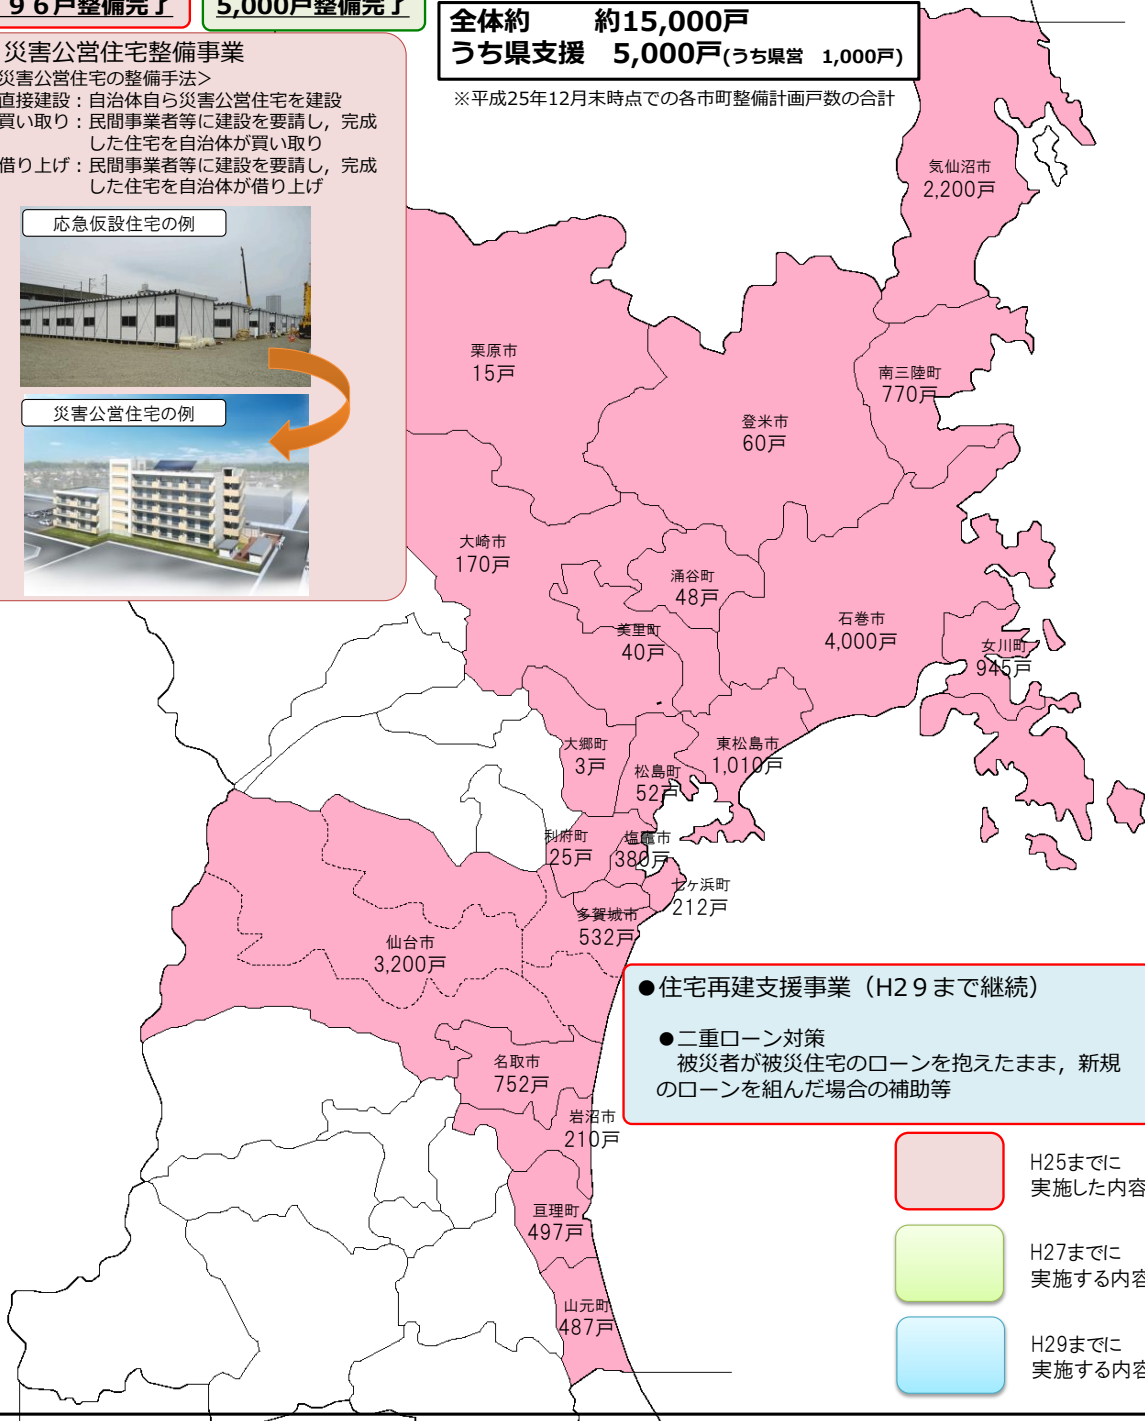 ９６戸整備完了
5,000戸整備完了
全体約　　約15,000戸
うち県支援　5,000戸(うち県営　1,000戸)
※平成25年12月末時点での各市町整備計画戸数の合計
災害公営住宅整備事業
災害公営住宅の整備手法＞
直接建設：自治体自ら災害公営住宅を建設
買い取り：民間事業者等に建設を要請し，完成
した住宅を自治体が買い取り
借り上げ：民間事業者等に建設を要請し，完成
した住宅を自治体が借り上げ
応急仮設住宅の例
災害公営住宅の例
気仙沼市
2,200戸
栗原市
15戸
南三陸町
770戸
登米市
60戸
大崎市
170戸
涌谷町
48戸
美里町
40戸
石巻市
4,000戸
女川町
945戸
大郷町
3戸
松島町
52戸
東松島市
1,010戸
利府町
25戸
塩竈市
380戸
七ヶ浜町
212戸
多賀城市
532戸
仙台市
3,200戸
名取市
752戸
岩沼市
210戸
亘理町
497戸
山元町
487戸
●住宅再建支援事業（H２９まで継続）
●二重ローン対策
被災者が被災住宅のローンを抱えたまま，新規
のローンを組んだ場合の補助等
H25までに
実施した内容
H27までに
実施する内容
H29までに
実施する内容